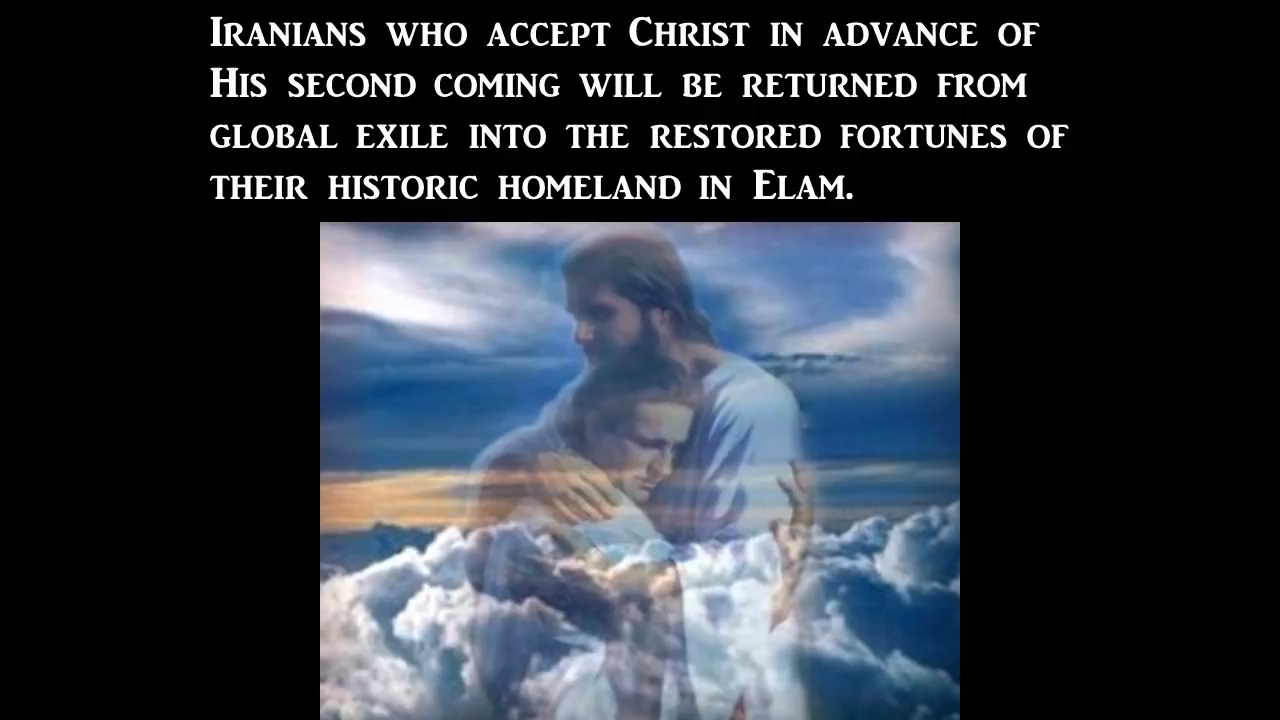 Iranians who accept Christ in advance of
His second coming will be returned from
global exile into the restored fortunes of
their historic homeland in Elam.